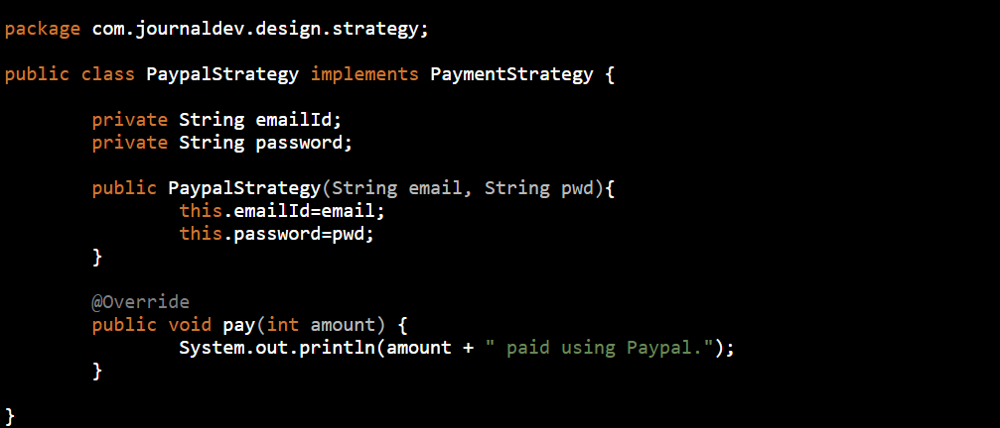 package com.journaldev.design.strategy;
public class PaypalStrategy implements PaymentStrategy {
private String emailId;
private String password;
public PaypalStrategy(String email, String pwd){
this.emailId=email;
this.password=pwd;
}
@Override
public void pay(int amount) {
System.out.println(amount + " paid using Paypal.");
}
}